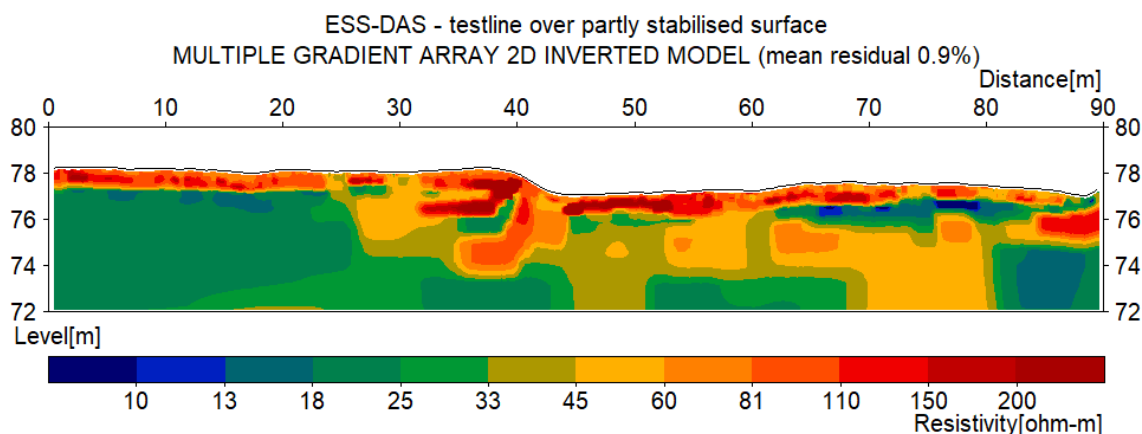 ESS-DAS - testline over partly stabilised surface
MULTIPLE GRADIENT ARRAY 2D INVERTED MODEL (mean residual 0.9%)
Distance[m]
0 10 20 30 40 50 60 70 80 90
80 80
78 78
76 76
74 74
72 72
Level[m]
10 13 18 25 33 45 60 81 110 150 200
Resistivity[ohm-m]